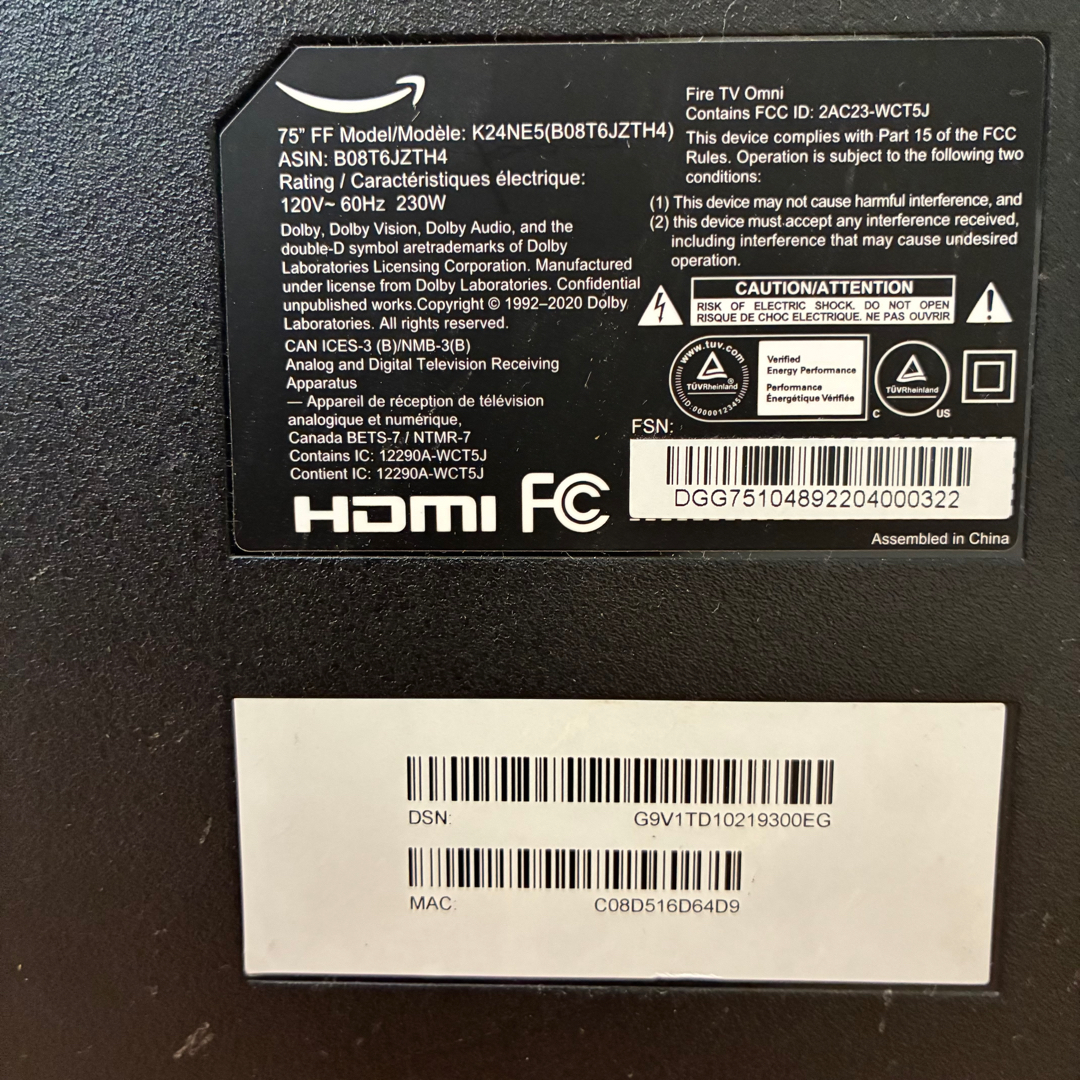 75” FF Model/Modèle: K24NE5(B08T6JZTH4)
ASIN: B08T6JZTH4
Rating / Caractéristiques électrique:
120V~ 60Hz 230W
Dolby, Dolby Vision, Dolby Audio, and the
double-D symbol aretrademarks of Dolby
Laboratories Licensing Corporation. Manufactured
under license from Dolby Laboratories. Confidential
unpublished works.Copyright © 1992–2020 Dolby
Laboratories. All rights reserved.
CAN ICES-3 (B)/NMB-3(B)
Analog and Digital Television Receiving
Apparatus
— Appareil de réception de télévision
analogique et numérique,
Canada BETS-7 / NTMR-7
Contains IC: 12290A-WCT5J
Contient IC: 12290A-WCT5J
HDMI FC
Fire TV Omni
Contains FCC ID: 2AC23-WCT5J
This device complies with Part 15 of the FCC
Rules. Operation is subject to the following two
conditions:
(1) This device may not cause harmful interference, and
(2) this device must accept any interference received,
including interference that may cause undesired
operation.
CAUTION/ATTENTION
RISK OF ELECTRIC SHOCK, DO NOT OPEN
RISQUE DE CHOC ELECTRIQUE. NE PAS OUVRIR
www.tuv.com
TÜVRheinland®
ID:0000012345
Verified
Energy Performance
Performance
Énergétique Vérifiée
TÜVRheinland
C US
FSN:
DGG75104892204000322
Assembled in China
DSN: G9V1TD10219300EG
MAC: C08D516D64D9